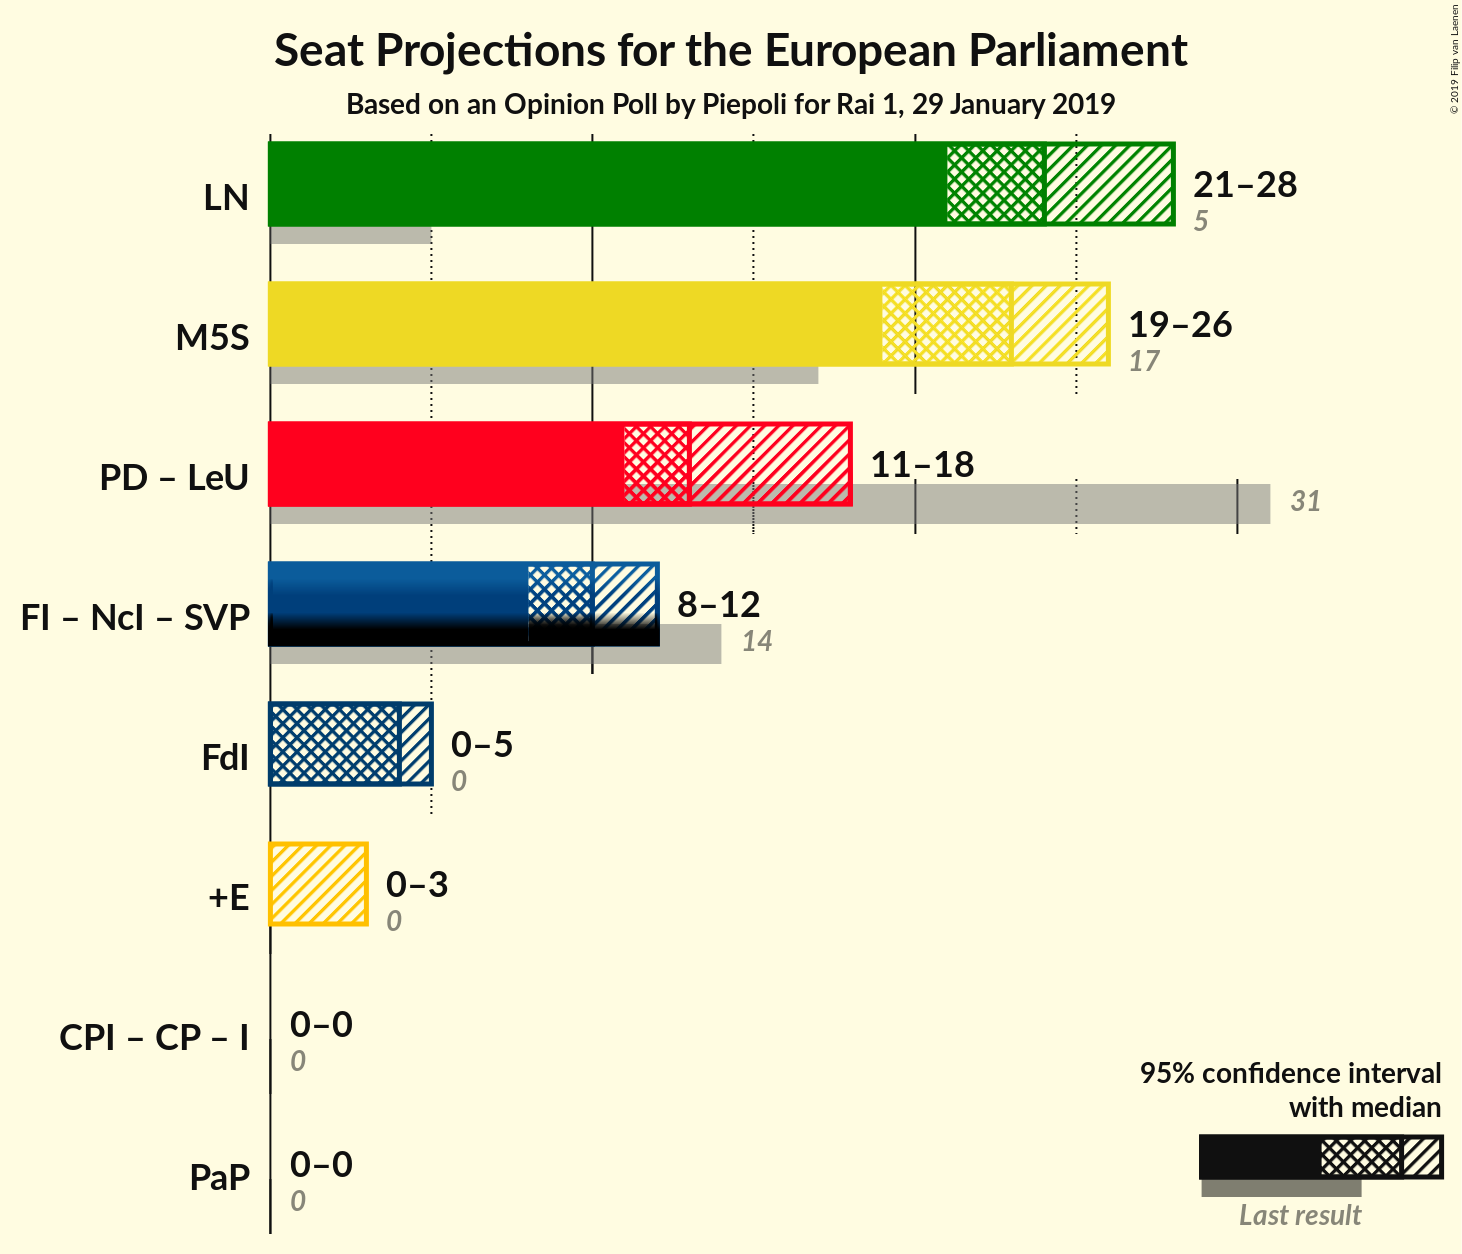 Seat Projections for the European Parliament
Based on an Opinion Poll by Piepoli for Rai 1, 29 January 2019
© 2019 Filip van Laenen
LN
21–28
5
M5S
19–26
17
PD – LeU
11–18
31
FI – NcI – SVP
8–12
14
FdI
0–5
0
+E
0–3
0
CPI – CP – I
0–0
0
PaP
0–0
0
95% confidence interval
with median
Last result